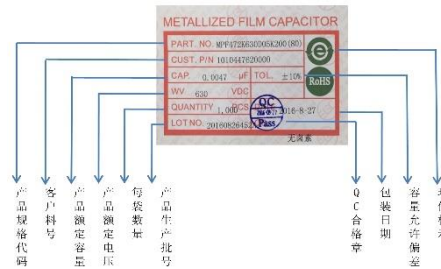 METALLIZED FILM CAPACITOR
PART. NO. MPF472K630D05K200(80)
CUST. P/N 1010447620000
CAP. 0.0047 μF TOL. ±10%
WV 630 VDC
RoHS
QUANTITY 1,000 PCS 2016-8-27
QC
Pass
LOT NO.
无卤素
产品规格代码
客户料号
产品额定容量
产品额定电压
每袋数量
产品生产批号
QC合格章
包装日期
容量允许偏差